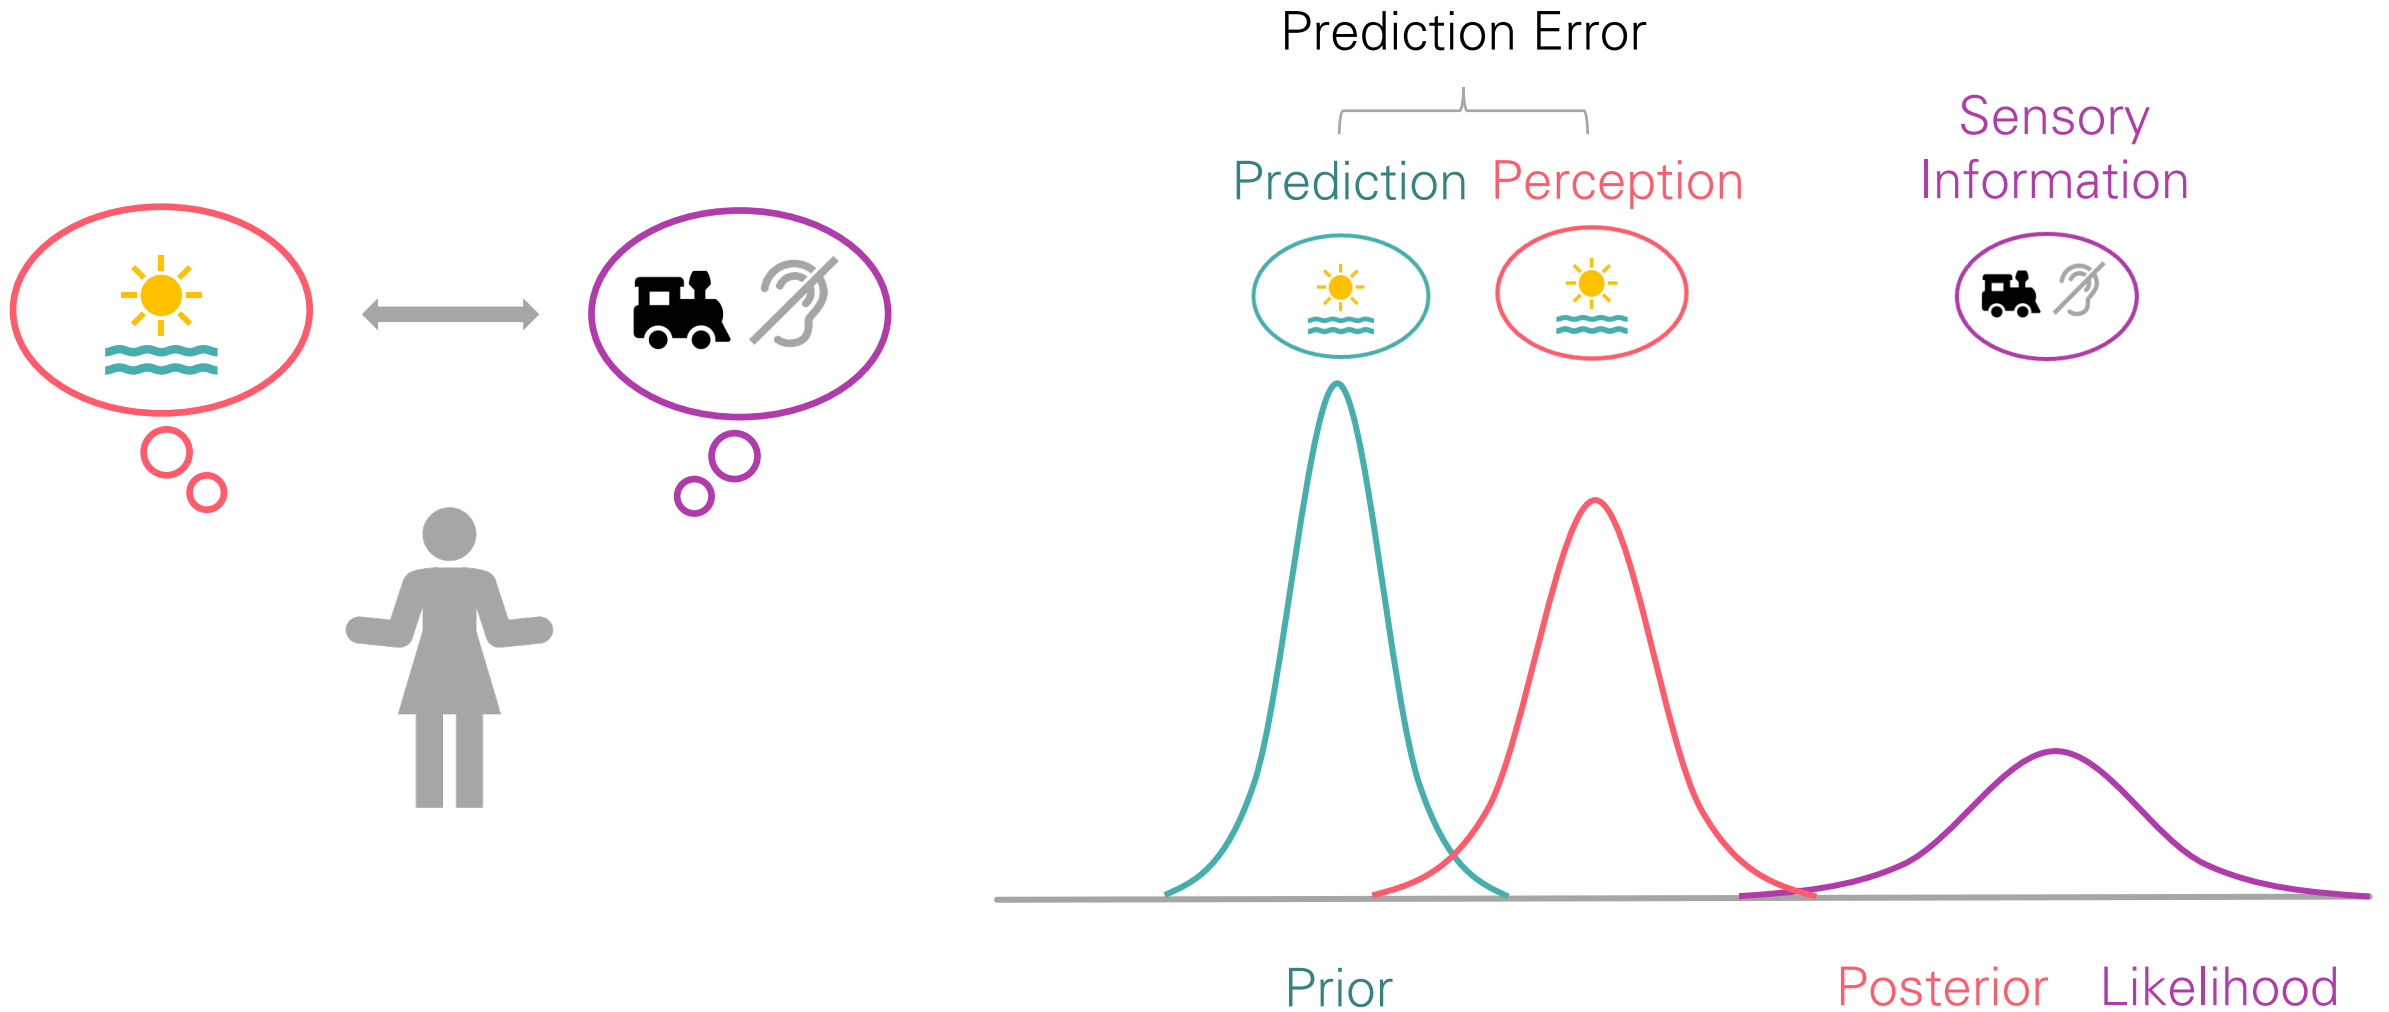 Prediction Error
Prediction
Perception
Sensory
Information
Prior
Posterior
Likelihood